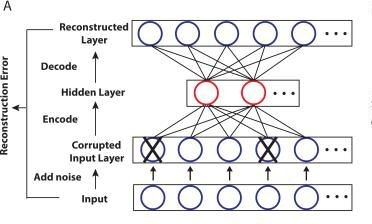 A
Reconstructed
Layer
Decode
Hidden Layer
Encode
Corrupted
Input Layer
Add noise
Input
Reconstruction Error